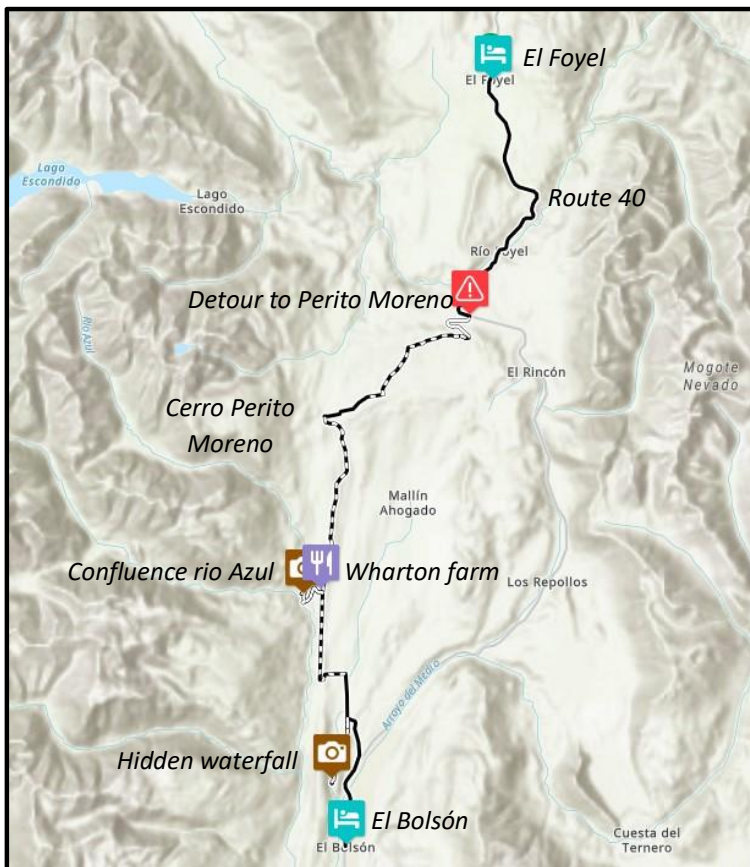 El Foyel
El Foyel
Lago
Escondido
Lago
Escondido
Route 40
Río Foyel
Detour to Perito Moreno
Río Azul
El Rincón
Mogote
Nevado
Cerro Perito
Moreno
Mallín
Ahogado
Confluence rio Azul
Wharton farm
Los Repollos
Arroyo del Medio
Hidden waterfall
El Bolsón
El Bolsón
Cuesta del
Ternero